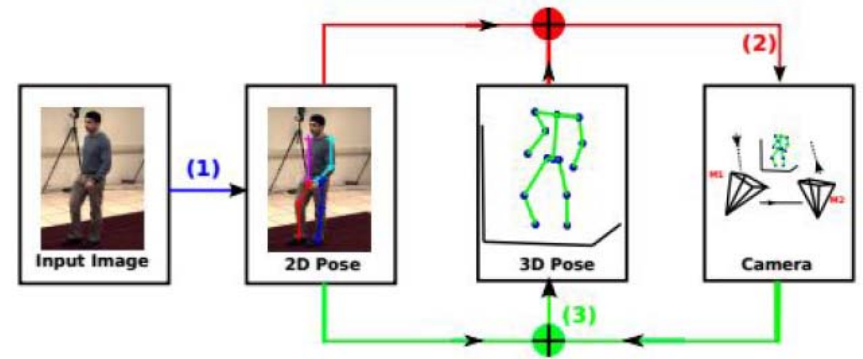 (2)
(1)
M1
M2
Input Image
2D Pose
3D Pose
Camera
(3)